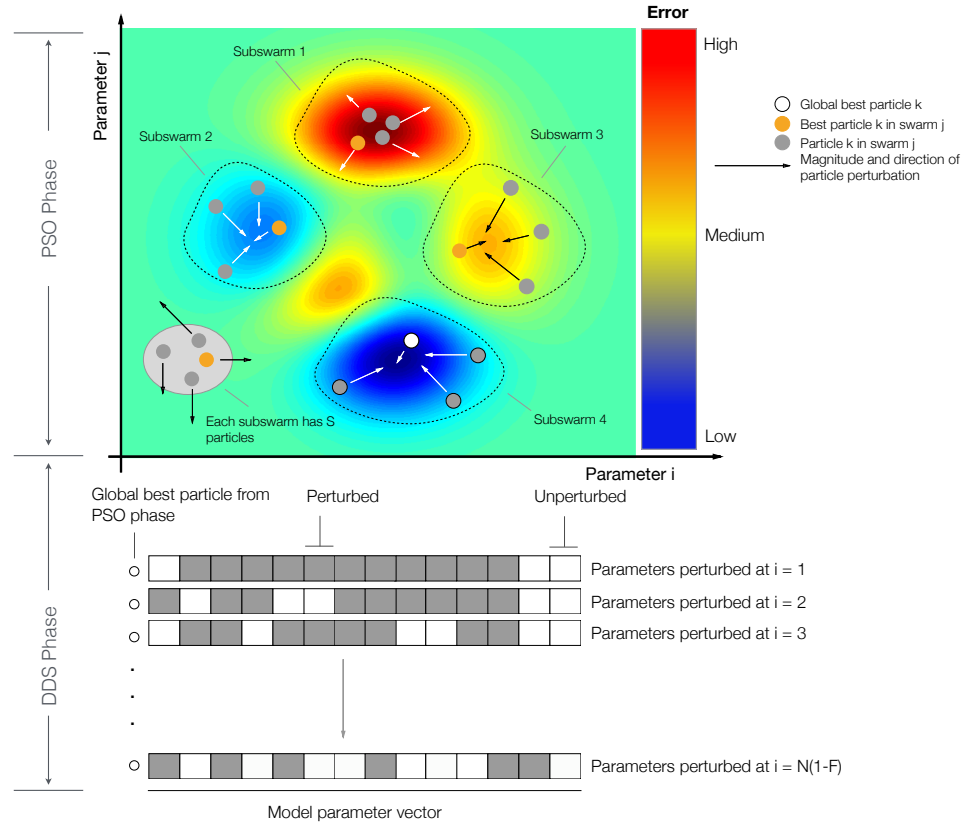 Error
High
Medium
Low
Parameter j
PSO Phase
Subswarm 1
Subswarm 2
Subswarm 3
Subswarm 4
Each subswarm has S
particles
Global best particle k
Best particle k in swarm j
Particle k in swarm j
Magnitude and direction of
particle perturbation
Parameter i
DDS Phase
Global best particle from
PSO phase
Perturbed
Unperturbed
Parameters perturbed at i = 1
Parameters perturbed at i = 2
Parameters perturbed at i = 3
Parameters perturbed at i = N(1-F)
Model parameter vector